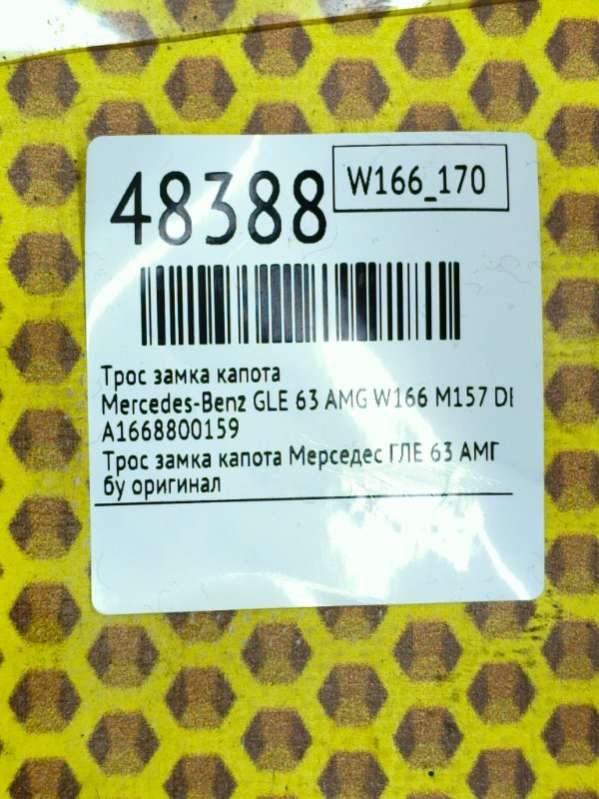 48388
W166_170
Трос замка капота
Mercedes-Benz GLE 63 AMG W166 M157 DE
A1668800159
Трос замка капота Мерседес ГЛЕ 63 АМГ
бу оригинал